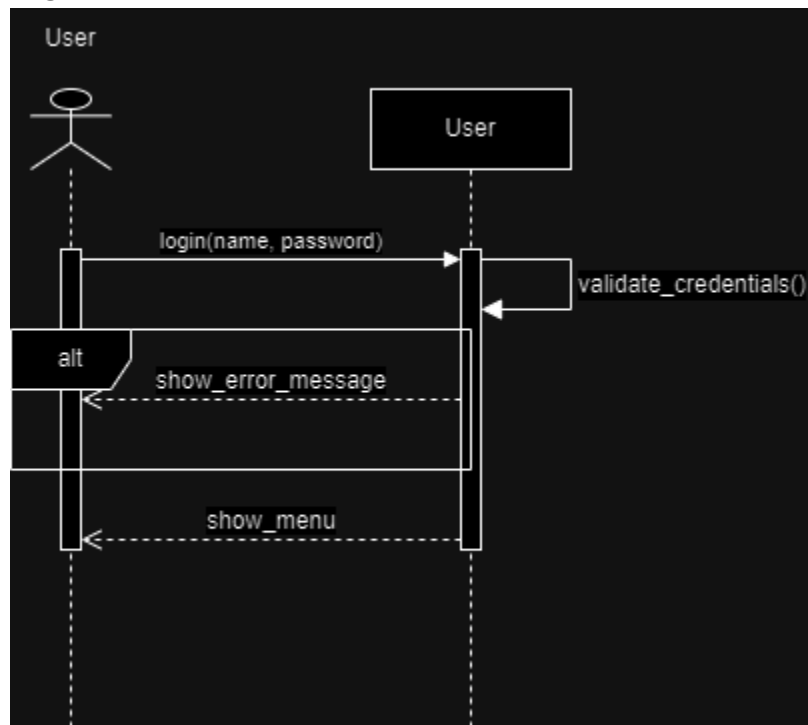 User
User
login(name, password)
validate_credentials()
alt
show_error_message
show_menu